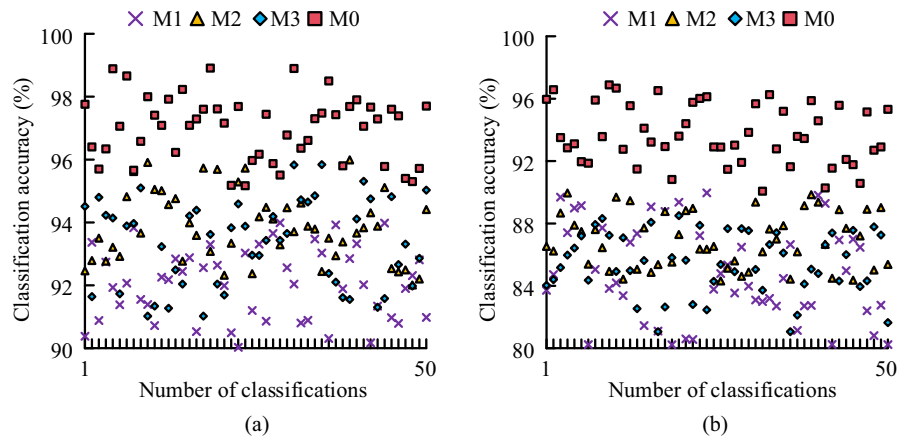 M1 M2 M3 M0
100
98
96
94
92
90
Classification accuracy (%)
1 50
Number of classifications
(a)
M1 M2 M3 M0
100
96
92
88
84
80
Classification accuracy (%)
1 50
Number of classifications
(b)